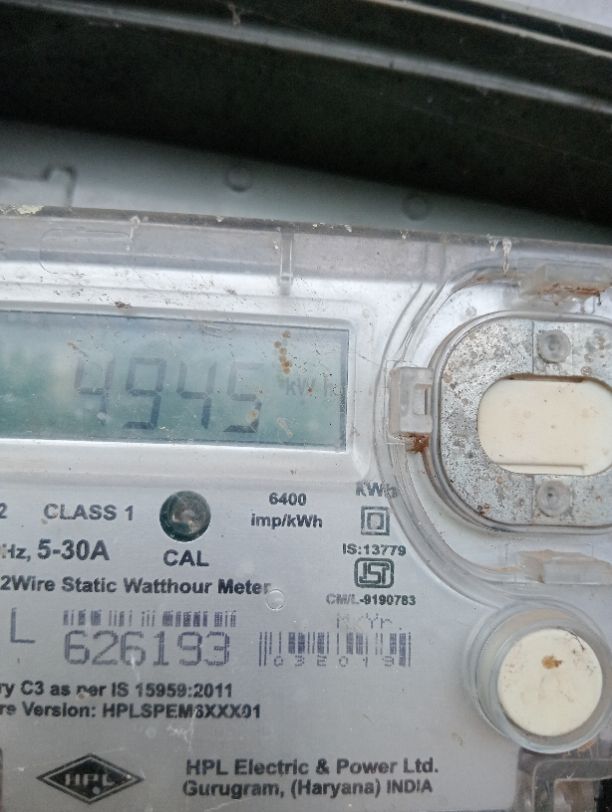 4945 kWh
2 CLASS 1
6400
imp/kWh
KWh
Hz, 5-30A
CAL
IS:13779
ISI
2Wire Static Watthour Meter
CM/L-9190783
L 626193
M/Yr.
ry C3 as per IS 15959:2011
re Version: HPLSPEM6XXX01
HPL
HPL Electric & Power Ltd.
Gurugram, (Haryana) INDIA